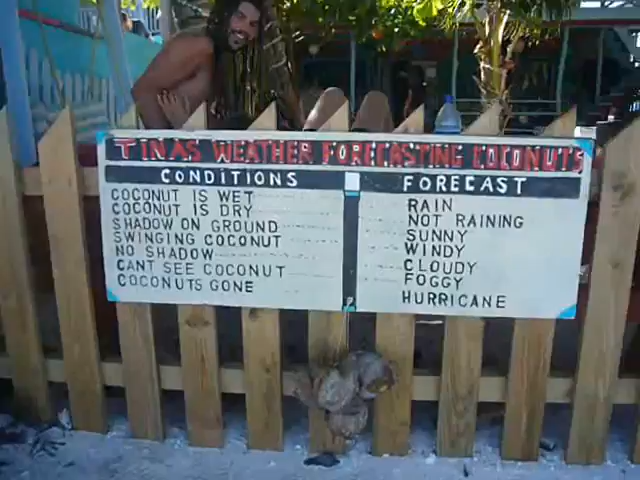 TINAS WEATHER FORECASTING COCONUTS
CONDITIONS FORECAST
COCONUT IS WET RAIN
COCONUT IS DRY NOT RAINING
SHADOW ON GROUND SUNNY
SWINGING COCONUT WINDY
NO SHADOW CLOUDY
CANT SEE COCONUT FOGGY
COCONUTS GONE HURRICANE